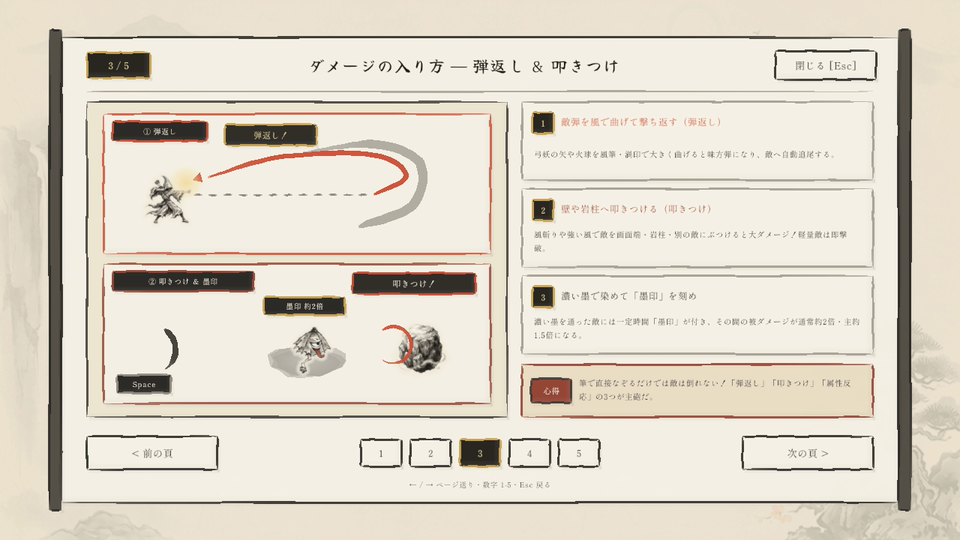 3 / 5
ダメージの入り方 — 弾返し & 叩きつけ
閉じる [Esc]
① 弾返し
弾返し!
② 叩きつけ & 墨印
墨印 約2倍
叩きつけ!
Space
1
敵弾を風で曲げて撃ち返す(弾返し)
弓妖の矢や火球を風筆・渦印で大きく曲げると味方弾になり、敵へ自動追尾する。
2
壁や岩柱へ叩きつける(叩きつけ)
風斬りや強い風で敵を画面端・岩柱・別の敵にぶつけると大ダメージ!軽量敵は即撃
破。
3
濃い墨で染めて「墨印」を刻め
濃い墨を通った敵には一定時間「墨印」が付き、その間の被ダメージが通常約2倍・主約
1.5倍になる。
心得
筆で直接なぞるだけでは敵は倒れない!「弾返し」「叩きつけ」「属性反
応」の3つが主砲だ。
< 前の頁
1
2
3
4
5
次の頁 >
← / → ページ送り・数字 1-5・Esc 戻る